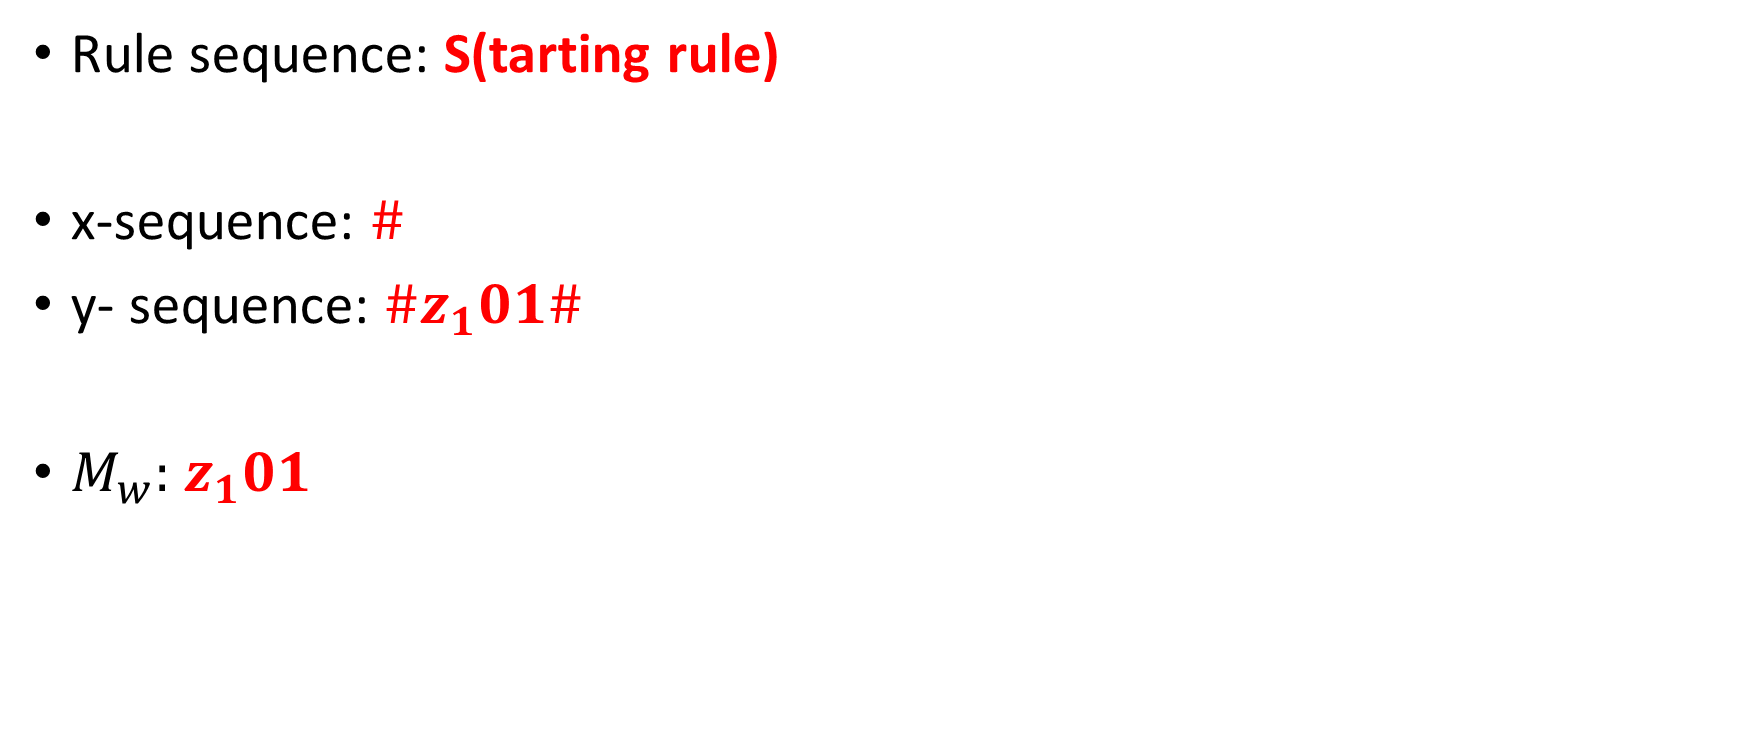 • Rule sequence: S(tarting rule)
• x-sequence: #
• y- sequence: #z₁01#
• M_w: z₁01